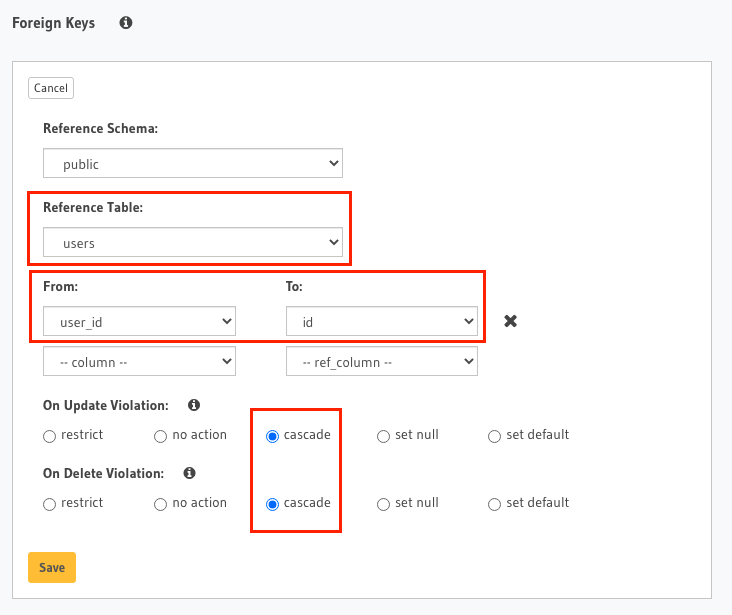 Foreign Keys
Cancel
Reference Schema:
public
Reference Table:
users
From: To:
user_id id
-- column -- -- ref_column --
On Update Violation:
restrict no action cascade set null set default
On Delete Violation:
restrict no action cascade set null set default
Save